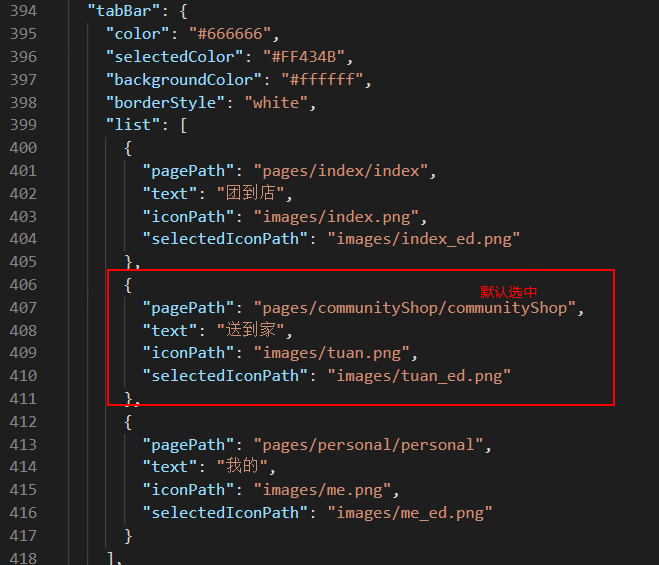 394 "tabBar": {
395 "color": "#666666",
396 "selectedColor": "#FF434B",
397 "backgroundColor": "#ffffff",
398 "borderStyle": "white",
399 "list": [
400 {
401 "pagePath": "pages/index/index",
402 "text": "团到店",
403 "iconPath": "images/index.png",
404 "selectedIconPath": "images/index_ed.png"
405 },
406 {
默认选中
407 "pagePath": "pages/communityShop/communityShop",
408 "text": "送到家",
409 "iconPath": "images/tuan.png",
410 "selectedIconPath": "images/tuan_ed.png"
411 },
412 {
413 "pagePath": "pages/personal/personal",
414 "text": "我的",
415 "iconPath": "images/me.png",
416 "selectedIconPath": "images/me_ed.png"
417 }
418 ],